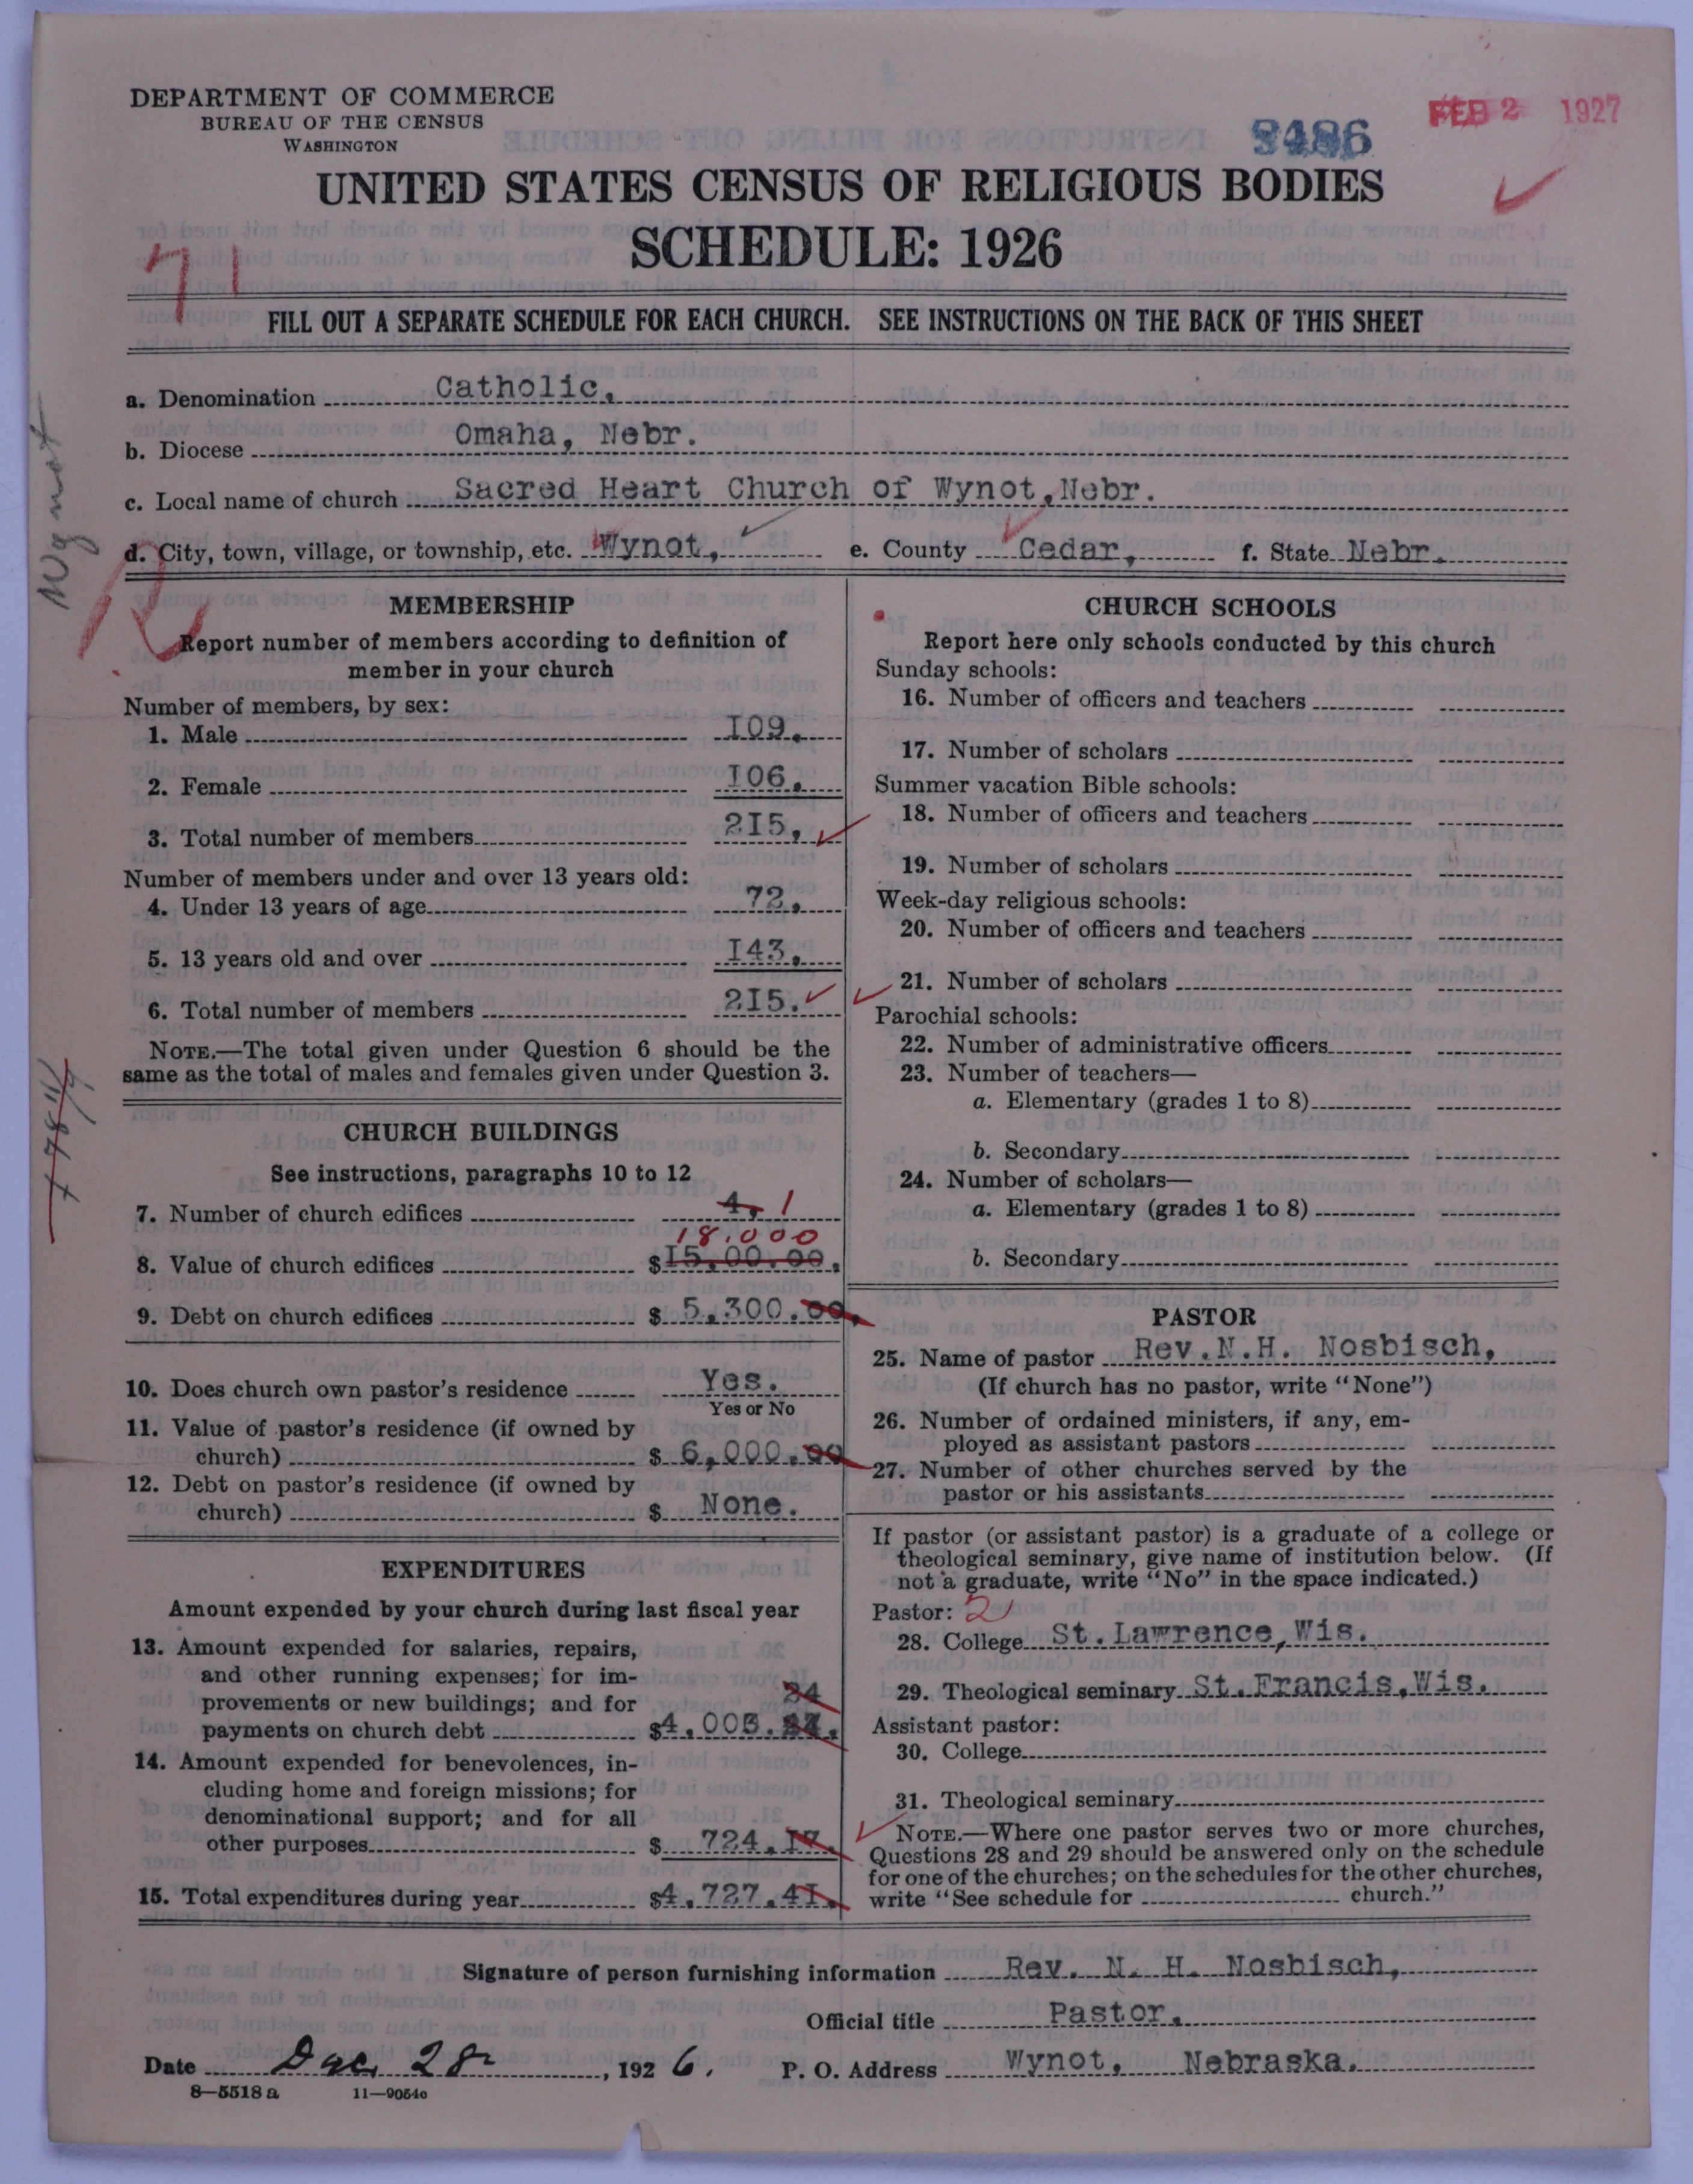 DEPARTMENT OF COMMERCE
BUREAU OF THE CENSUS
WASHINGTON
FEB 2 1927
UNITED STATES CENSUS OF RELIGIOUS BODIES
SCHEDULE: 1926
71
FILL OUT A SEPARATE SCHEDULE FOR EACH CHURCH. SEE INSTRUCTIONS ON THE BACK OF THIS SHEET
a. Denomination Catholic.
b. Diocese Omaha, Nebr.
c. Local name of church Sacred Heart Church of Wynot,Nebr.
d. City, town, village, or township, etc. Wynot, e. County Cedar, f. State Nebr.
Wynot
MEMBERSHIP
Report number of members according to definition of
member in your church
Number of members, by sex:
1. Male I09.
2. Female I06.
3. Total number of members 2I5.
Number of members under and over 13 years old:
4. Under 13 years of age 72.
5. 13 years old and over I43.
6. Total number of members 2I5.
NOTE.—The total given under Question 6 should be the
same as the total of males and females given under Question 3.
CHURCH BUILDINGS
See instructions, paragraphs 10 to 12
7. Number of church edifices 4, 1
18.000
8. Value of church edifices $I5.00.00.
9. Debt on church edifices $ 5.300.00.
10. Does church own pastor's residence Yes.
Yes or No
11. Value of pastor's residence (if owned by
church) $ 6,000.00
12. Debt on pastor's residence (if owned by
church) $ None.
EXPENDITURES
Amount expended by your church during last fiscal year
13. Amount expended for salaries, repairs,
and other running expenses; for im-
provements or new buildings; and for 24
payments on church debt $4.003.
14. Amount expended for benevolences, in-
cluding home and foreign missions; for
denominational support; and for all
other purposes $ 724.I7.
15. Total expenditures during year $4.727.4I.
CHURCH SCHOOLS
Report here only schools conducted by this church
Sunday schools:
16. Number of officers and teachers
17. Number of scholars
Summer vacation Bible schools:
18. Number of officers and teachers
19. Number of scholars
Week-day religious schools:
20. Number of officers and teachers
21. Number of scholars
Parochial schools:
22. Number of administrative officers
23. Number of teachers—
a. Elementary (grades 1 to 8)
b. Secondary
24. Number of scholars—
a. Elementary (grades 1 to 8)
b. Secondary
PASTOR
25. Name of pastor Rev.N.H. Nosbisch.
(If church has no pastor, write "None")
26. Number of ordained ministers, if any, em-
ployed as assistant pastors
27. Number of other churches served by the
pastor or his assistants
If pastor (or assistant pastor) is a graduate of a college or
theological seminary, give name of institution below. (If
not a graduate, write "No" in the space indicated.)
Pastor: 2
28. College St.Lawrence,Wis.
29. Theological seminary St.Francis,Wis.
Assistant pastor:
30. College
31. Theological seminary
NOTE.—Where one pastor serves two or more churches,
Questions 28 and 29 should be answered only on the schedule
for one of the churches; on the schedules for the other churches,
write "See schedule for church."
Signature of person furnishing information Rev. N. H. Nosbisch,
Official title Pastor.
Date Dec. 28, 1926. P. O. Address Wynot, Nebraska.
8—5518 a 11—9054c